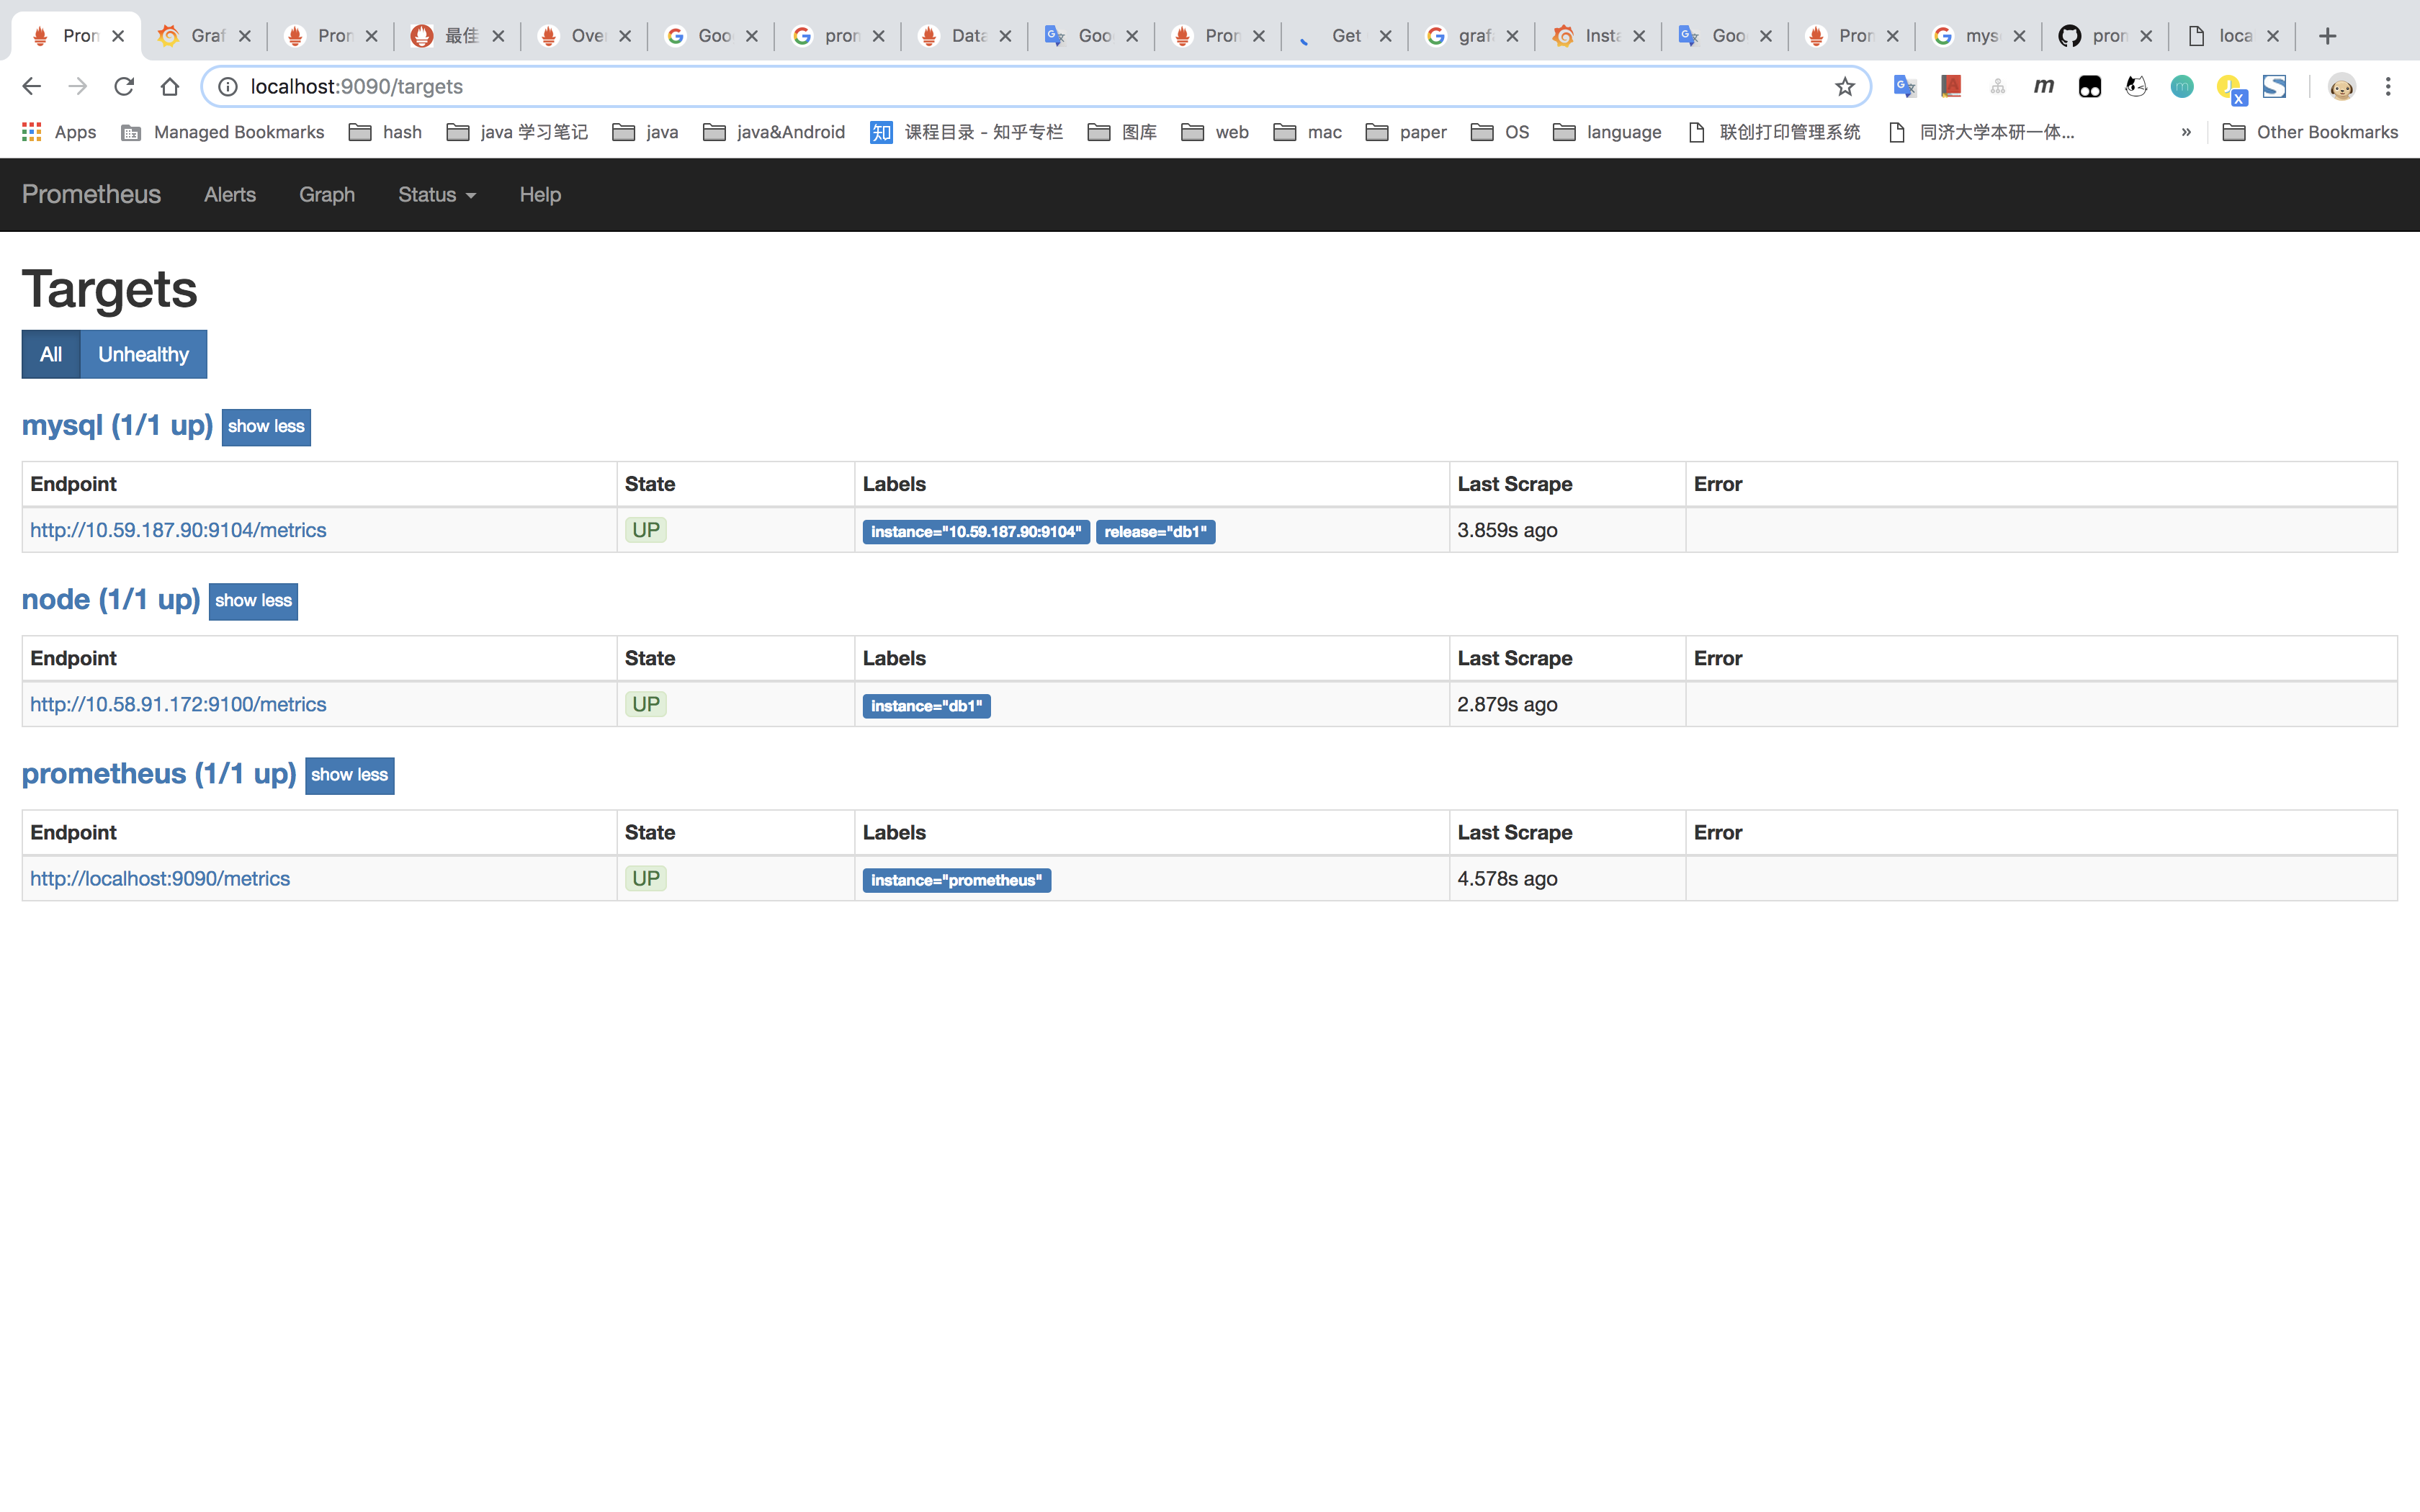 Pron Graf Pron 最佳 Over Goo pron Data Goo Pron Get grafa Insta Goo Pron mysc pron loca
localhost:9090/targets
Apps Managed Bookmarks hash java 学习笔记 java java&Android 知 课程目录 - 知乎专栏 图库 web mac paper OS language 联创打印管理系统 同济大学本研一体... » Other Bookmarks
Prometheus Alerts Graph Status Help
Targets
All Unhealthy
mysql (1/1 up) show less
Endpoint State Labels Last Scrape Error
http://10.59.187.90:9104/metrics UP instance="10.59.187.90:9104" release="db1" 3.859s ago
node (1/1 up) show less
Endpoint State Labels Last Scrape Error
http://10.58.91.172:9100/metrics UP instance="db1" 2.879s ago
prometheus (1/1 up) show less
Endpoint State Labels Last Scrape Error
http://localhost:9090/metrics UP instance="prometheus" 4.578s ago